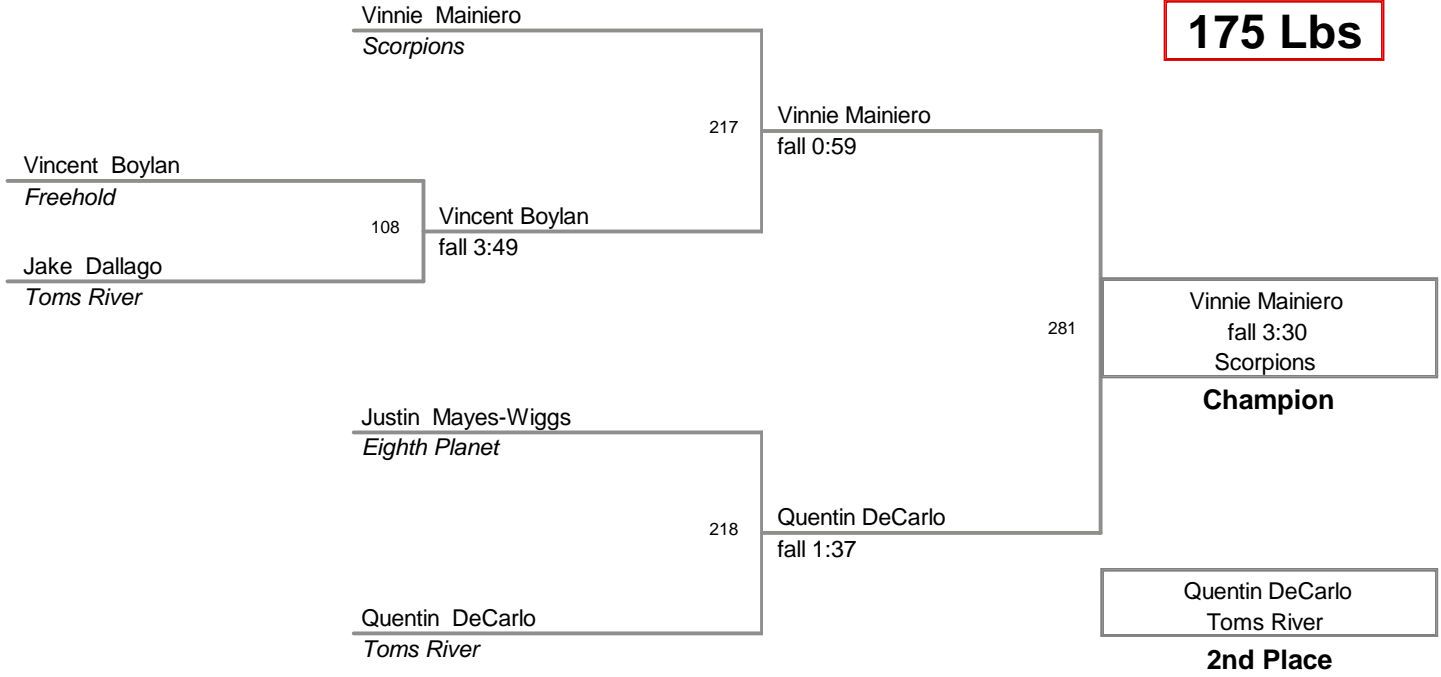 Vinnie Mainiero
Scorpions
175 Lbs
217
Vinnie Mainiero
fall 0:59
Vincent Boylan
Freehold
108
Vincent Boylan
fall 3:49
Jake Dallago
Toms River
281
Vinnie Mainiero
fall 3:30
Scorpions
Champion
Justin Mayes-Wiggs
Eighth Planet
218
Quentin DeCarlo
fall 1:37
Quentin DeCarlo
Toms River
Quentin DeCarlo
Toms River
2nd Place